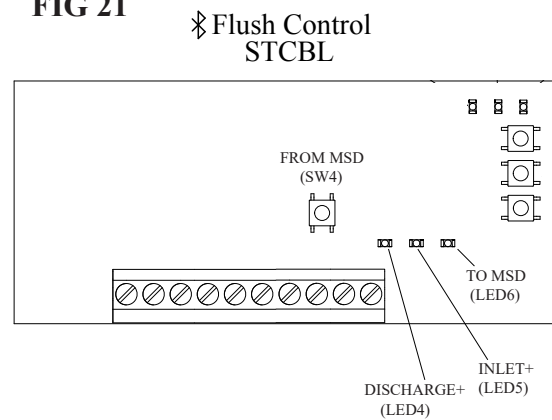 FIG 21
Flush Control
STCBL
FROM MSD
(SW4)
TO MSD
(LED6)
INLET+
(LED5)
DISCHARGE+
(LED4)